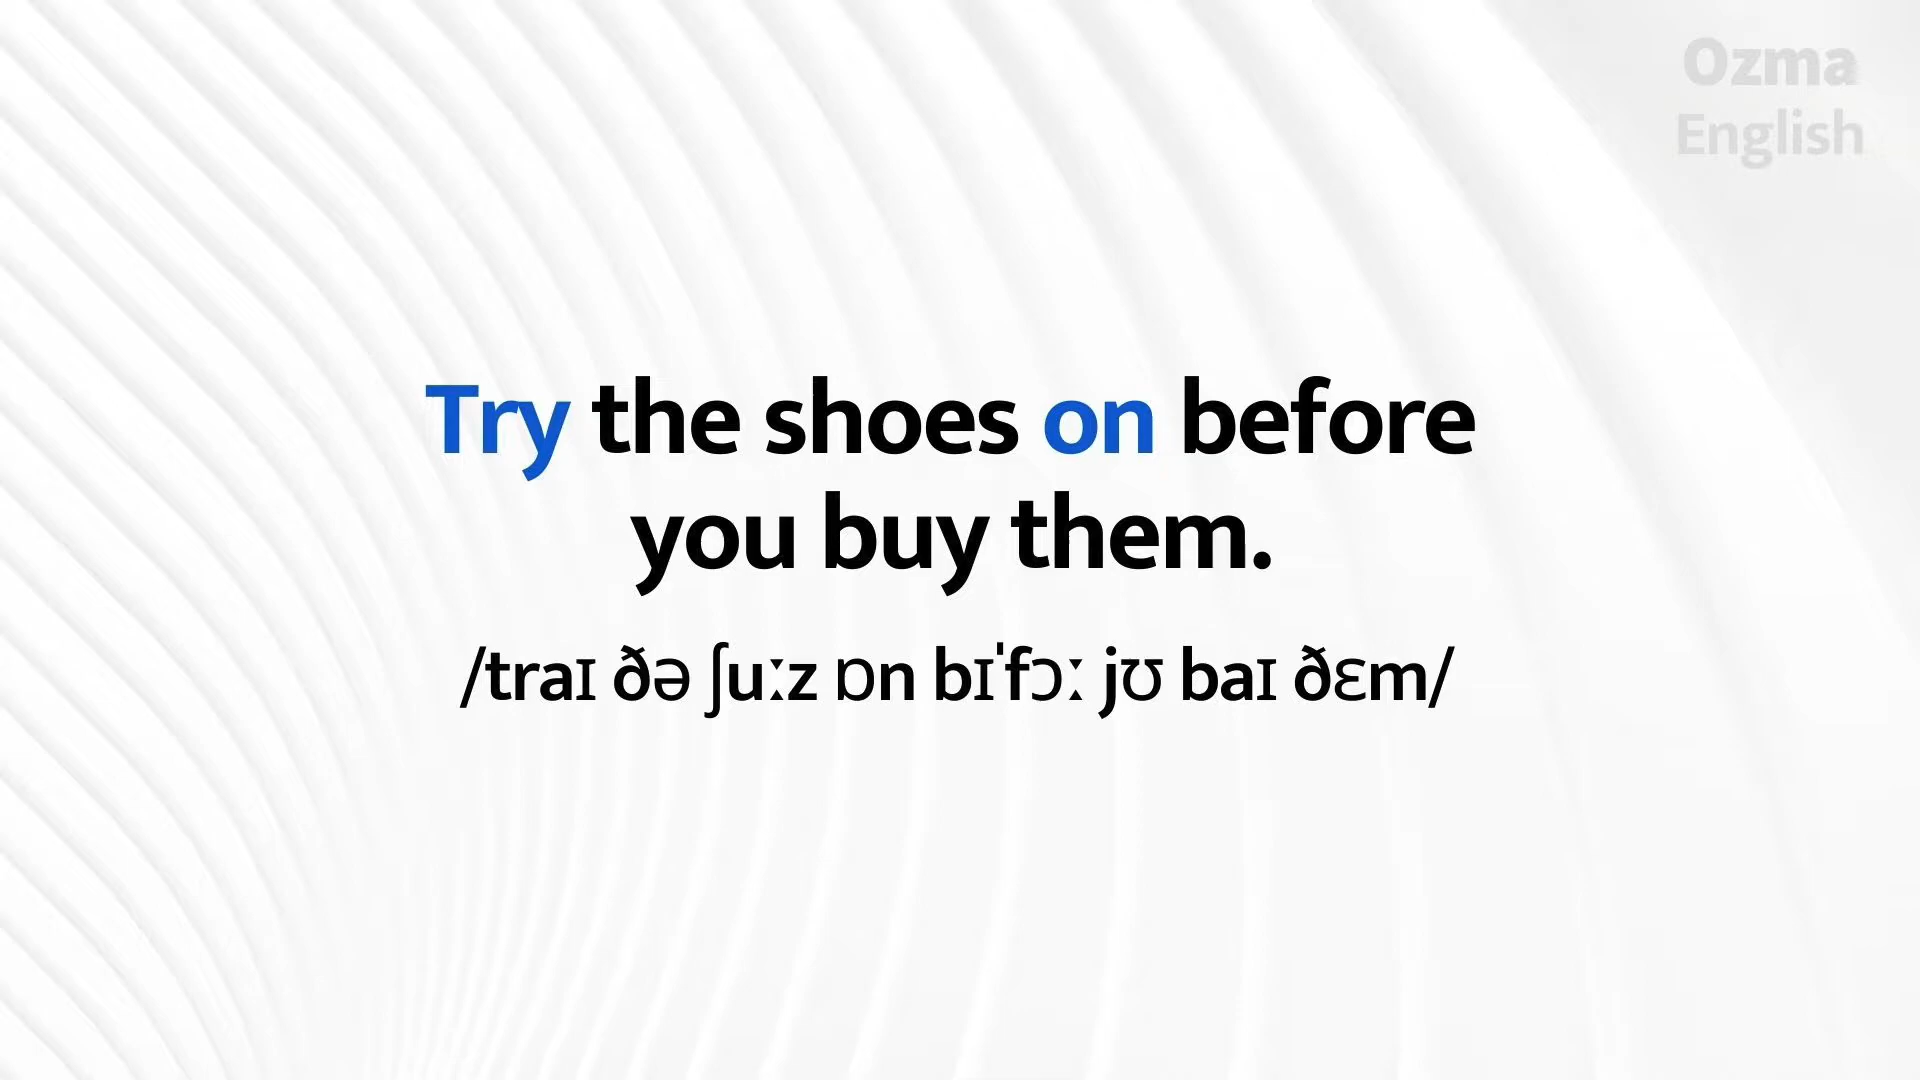 Ozma
English
Try the shoes on before
you buy them.
/traɪ ðə ʃuːz ɒn bɪˈfɔː jʊ baɪ ðɛm/